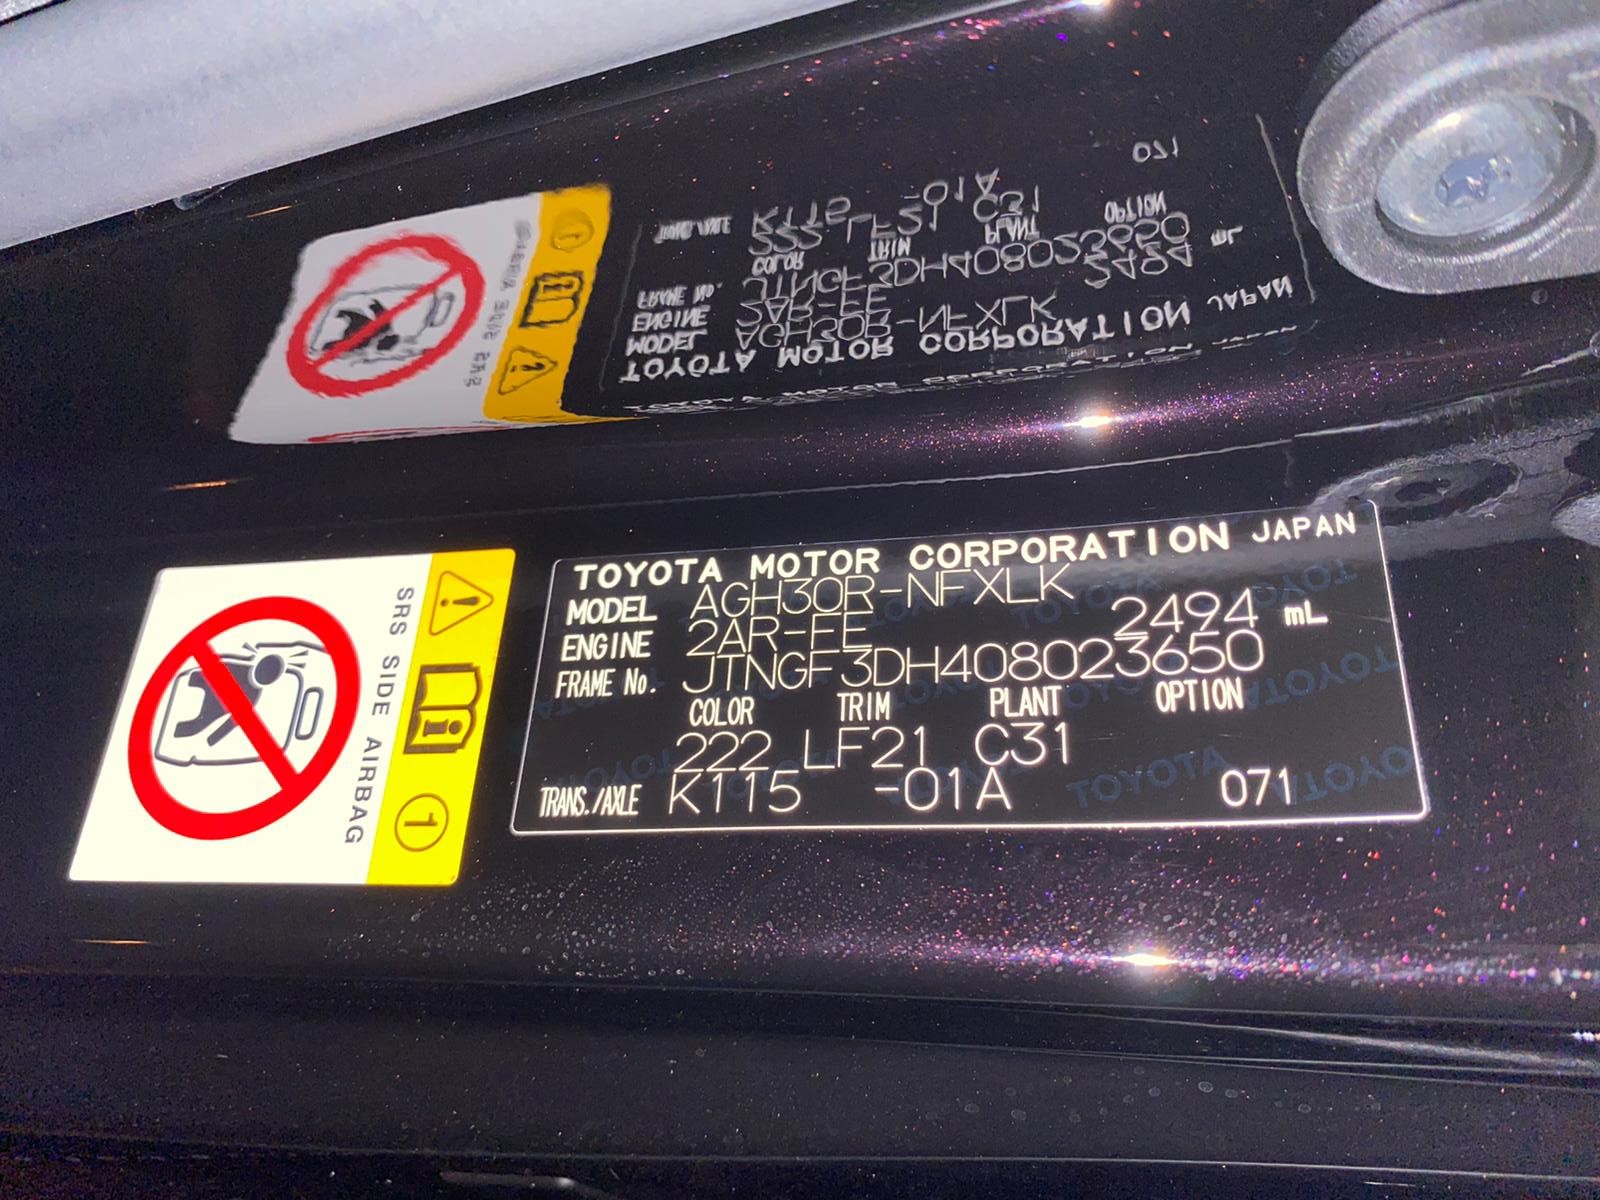 TOYOTA MOTOR CORPORATION JAPAN
MODEL AGH30R-NFXLK
ENGINE 2AR-FE 2494 mL
FRAME No. JTNGF3DH408023650
COLOR TRIM PLANT OPTION
222 LF21 C31
TRANS./AXLE K115 -01A 071
SRS SIDE AIRBAG
1